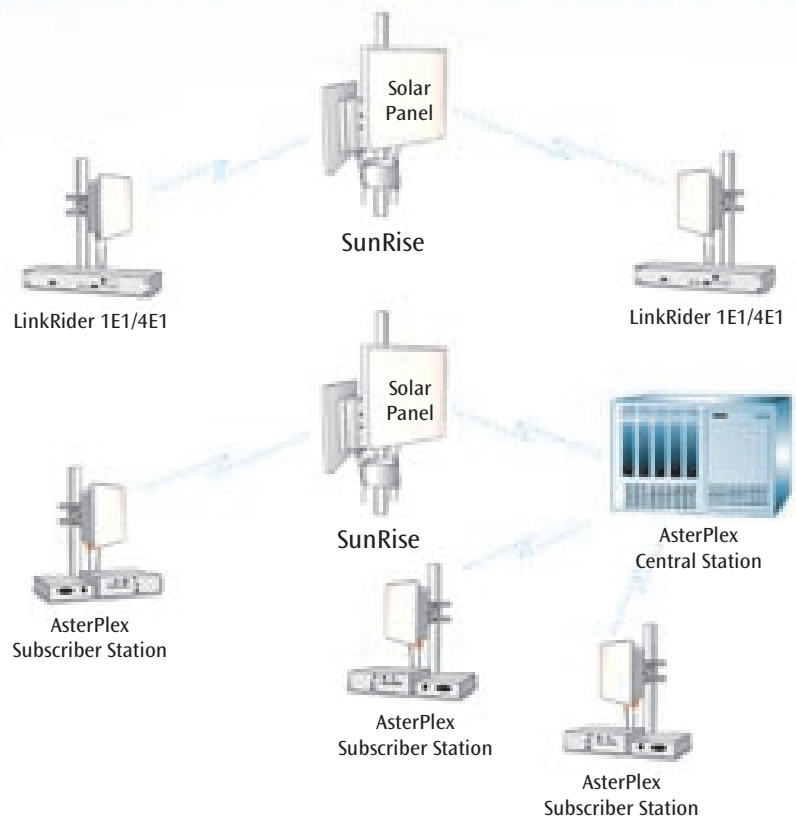 Solar
Panel
SunRise
LinkRider 1E1/4E1
LinkRider 1E1/4E1
Solar
Panel
SunRise
AsterPlex
Central Station
AsterPlex
Subscriber Station
AsterPlex
Subscriber Station
AsterPlex
Subscriber Station